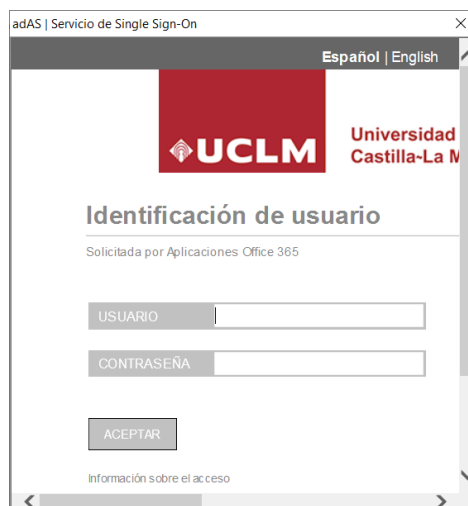 adAS | Servicio de Single Sign-On
Español | English
UCLM
Universidad
Castilla~La
Identificación de usuario
Solicitada por Aplicaciones Office 365
USUARIO
CONTRASEÑA
ACEPTAR
Información sobre el acceso